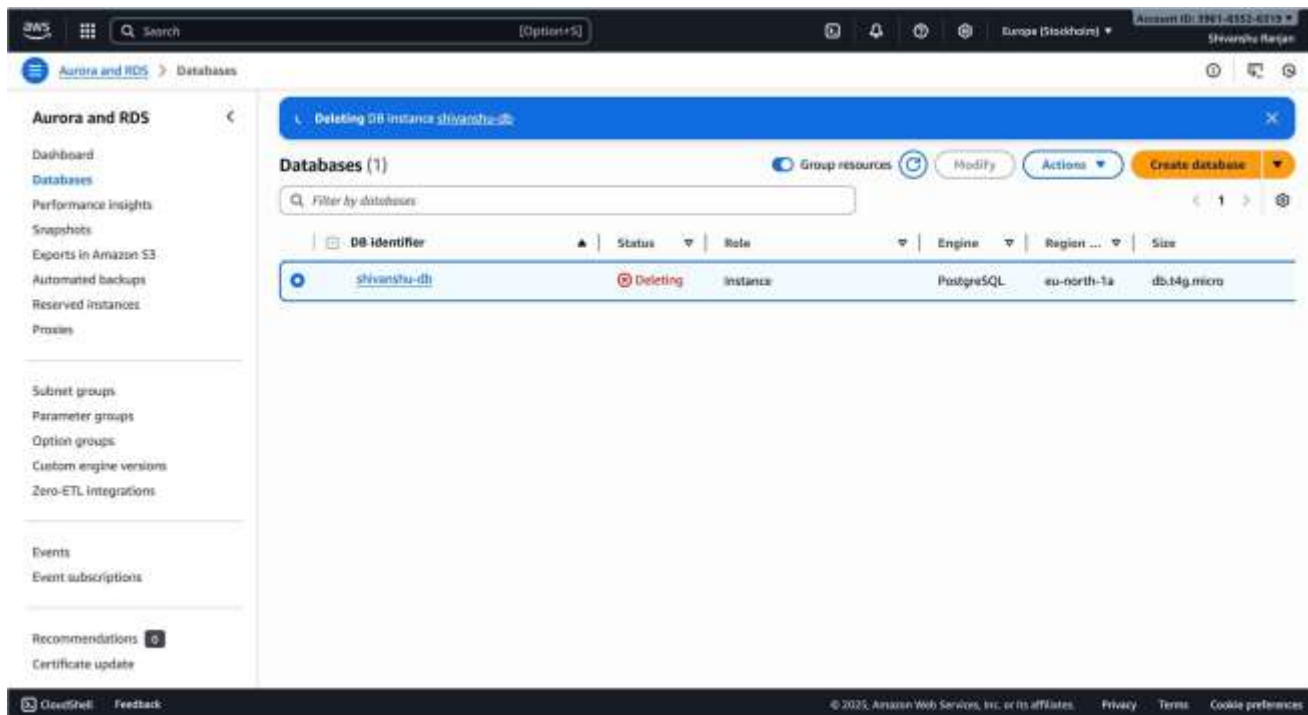 aws Search [Option+S] Europe (Stockholm)
Shivanshu Ranjan
Aurora and RDS > Databases
Aurora and RDS
Dashboard
Databases
Performance insights
Snapshots
Exports in Amazon S3
Automated backups
Reserved instances
Proxies
Subnet groups
Parameter groups
Option groups
Custom engine versions
Zero-ETL integrations
Events
Event subscriptions
Recommendations 0
Certificate update
Deleting DB instance shivanshu-db
Databases (1) Group resources Modify Actions Create database
Filter by databases 1
DB identifier Status Role Engine Region ... Size
shivanshu-db Deleting Instance PostgreSQL eu-north-1a db.t4g.micro
CloudShell Feedback © 2025, Amazon Web Services, Inc. or its affiliates. Privacy Terms Cookie preferences